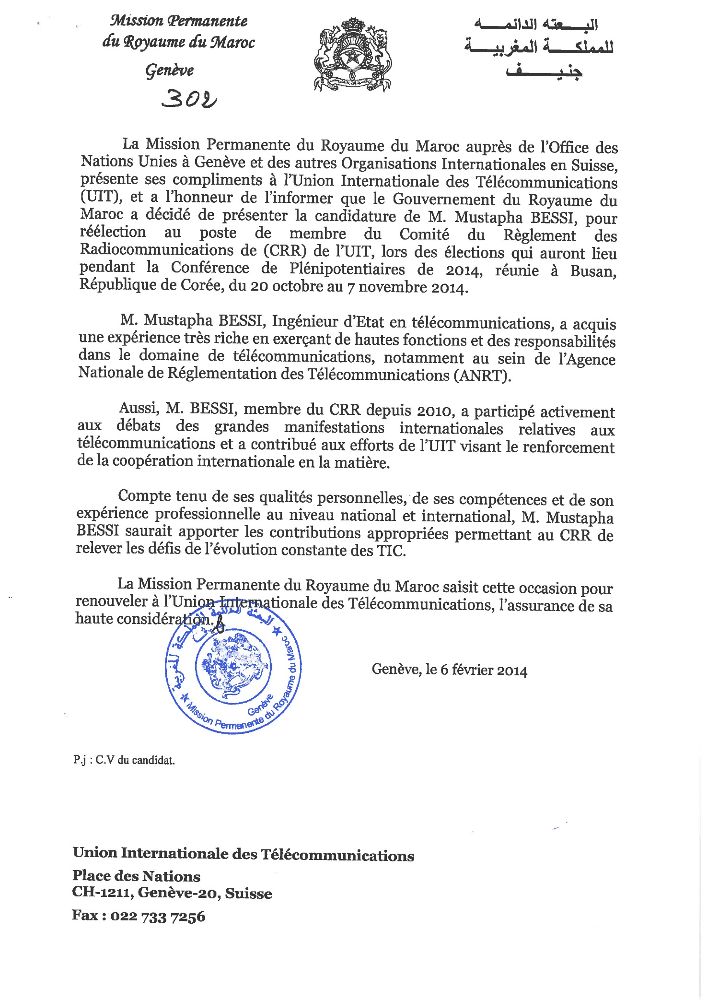 Mission Permanente
du Royaume du Maroc
Genève
302
البعثه الدائمه
للمملكة المغربية
جنيف
La Mission Permanente du Royaume du Maroc auprès de l'Office des
Nations Unies à Genève et des autres Organisations Internationales en Suisse,
présente ses compliments à l'Union Internationale des Télécommunications
(UIT), et a l'honneur de l'informer que le Gouvernement du Royaume du
Maroc a décidé de présenter la candidature de M. Mustapha BESSI, pour
réélection au poste de membre du Comité du Règlement des
Radiocommunications de (CRR) de l'UIT, lors des élections qui auront lieu
pendant la Conférence de Plénipotentiaires de 2014, réunie à Busan,
République de Corée, du 20 octobre au 7 novembre 2014.
M. Mustapha BESSI, Ingénieur d'Etat en télécommunications, a acquis
une expérience très riche en exerçant de hautes fonctions et des responsabilités
dans le domaine de télécommunications, notamment au sein de l'Agence
Nationale de Réglementation des Télécommunications (ANRT).
Aussi, M. BESSI, membre du CRR depuis 2010, a participé activement
aux débats des grandes manifestations internationales relatives aux
télécommunications et a contribué aux efforts de l'UIT visant le renforcement
de la coopération internationale en la matière.
Compte tenu de ses qualités personnelles, de ses compétences et de son
expérience professionnelle au niveau national et international, M. Mustapha
BESSI saurait apporter les contributions appropriées permettant au CRR de
relever les défis de l'évolution constante des TIC.
La Mission Permanente du Royaume du Maroc saisit cette occasion pour
renouveler à l'Union Internationale des Télécommunications, l'assurance de sa
haute considération.
البعثة الدائمة للمملكة المغربية
Mission Permanente du Royaume du Maroc
Genève
Genève, le 6 février 2014
P.j : C.V du candidat.
Union Internationale des Télécommunications
Place des Nations
CH-1211, Genève-20, Suisse
Fax : 022 733 7256